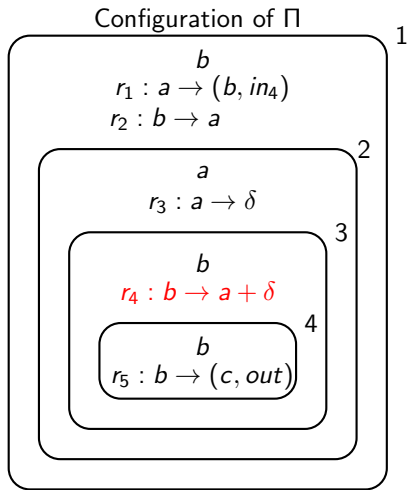 Configuration of Π
1
b
r₁ : a → (b, in₄)
r₂ : b → a
2
a
r₃ : a → δ
3
b
r₄ : b → a + δ
4
b
r₅ : b → (c, out)